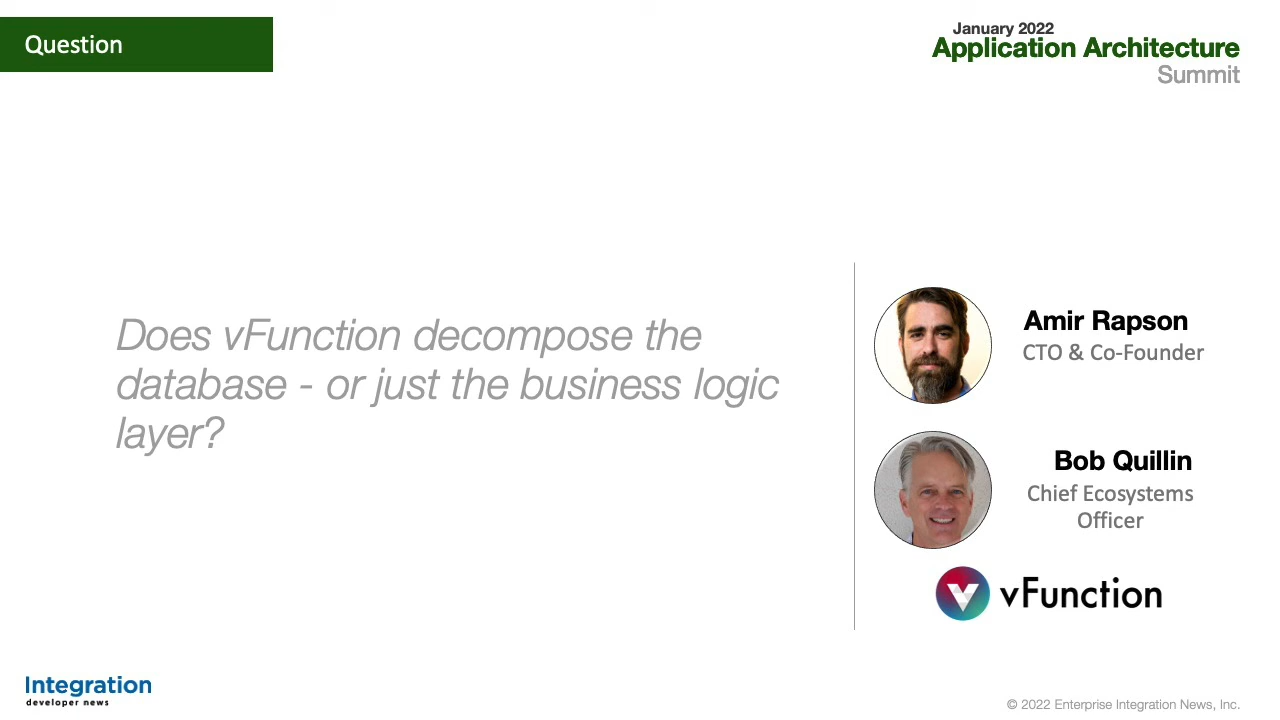 Question
January 2022
Application Architecture
Summit
Does vFunction decompose the
database - or just the business logic
layer?
Amir Rapson
CTO & Co-Founder
Bob Quillin
Chief Ecosystems
Officer
vFunction
Integration
developer news
© 2022 Enterprise Integration News, Inc.